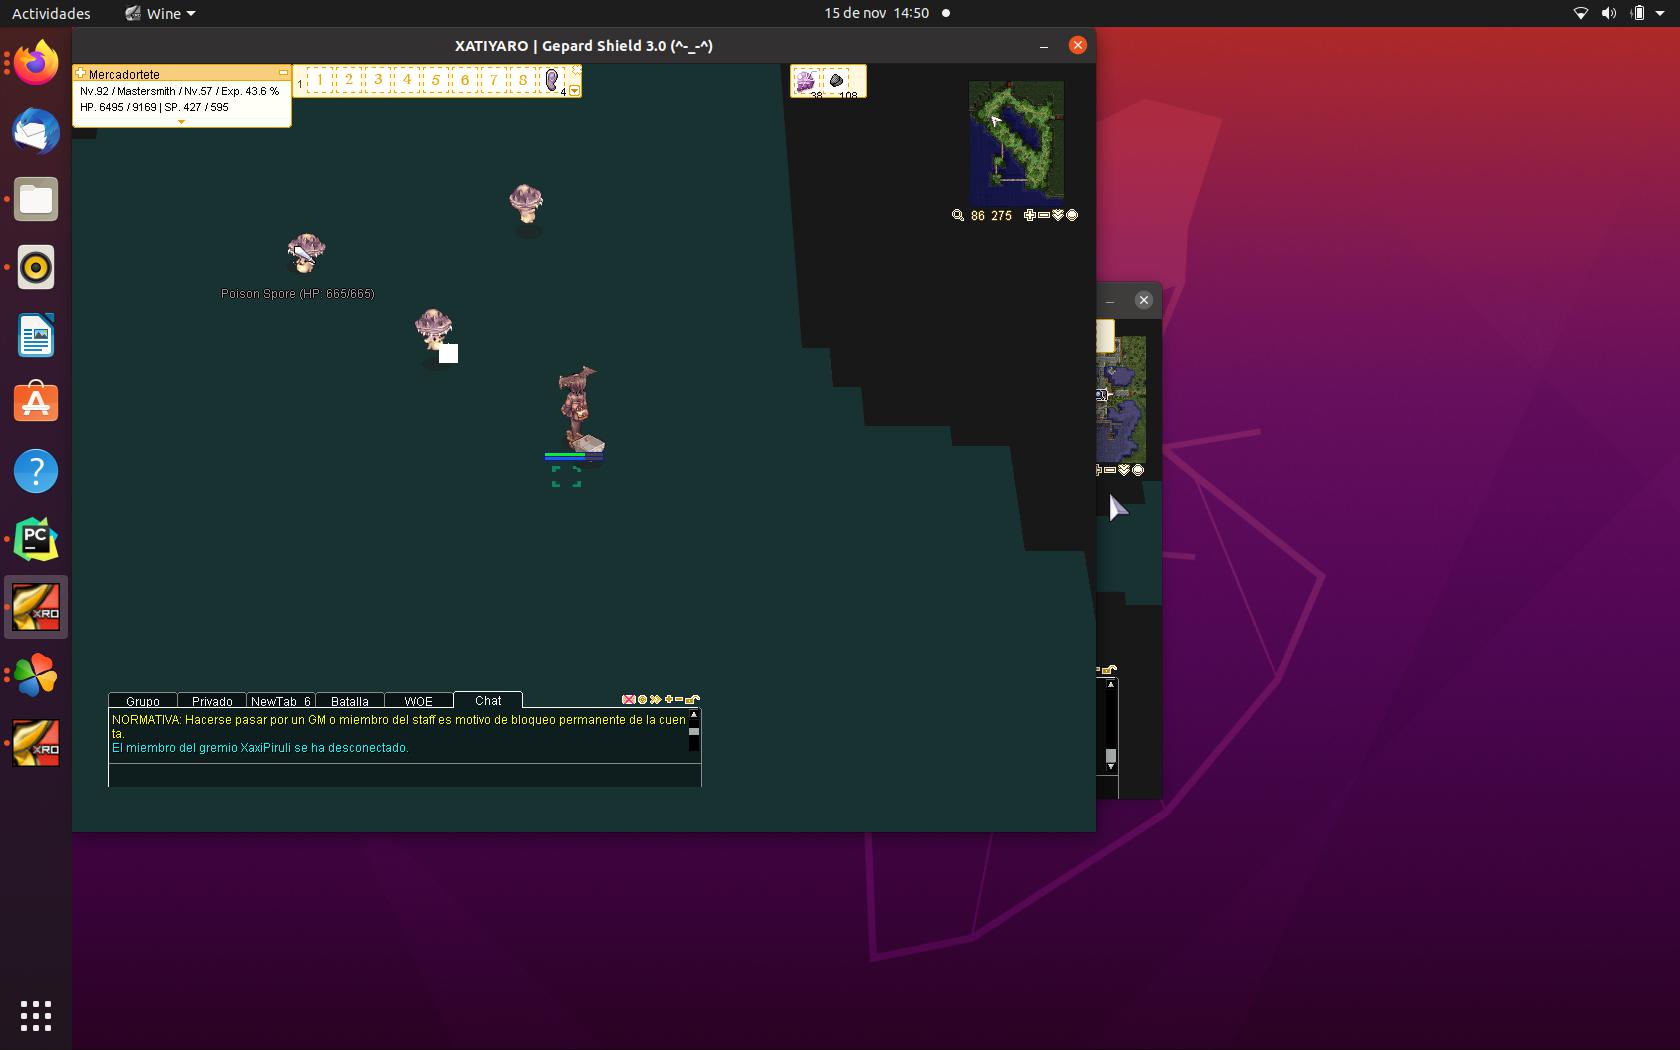 Actividades
Wine
15 de nov 14:50
XATIYARO | Gepard Shield 3.0 (^-_-^)
Mercadortete
Nv.92 / Mastersmith / Nv.57 / Exp. 43.6 %
HP. 6495 / 9169 | SP. 427 / 595
1 1 2 3 4 5 6 7 8 4
38 108
86 275
Poison Spore (HP: 665/665)
PC
XRO
XRO
Grupo Privado NewTab 6 Batalla WOE Chat
NORMATIVA: Hacerse pasar por un GM o miembro del staff es motivo de bloqueo permanente de la cuen
ta.
El miembro del gremio XaxiPiruli se ha desconectado.